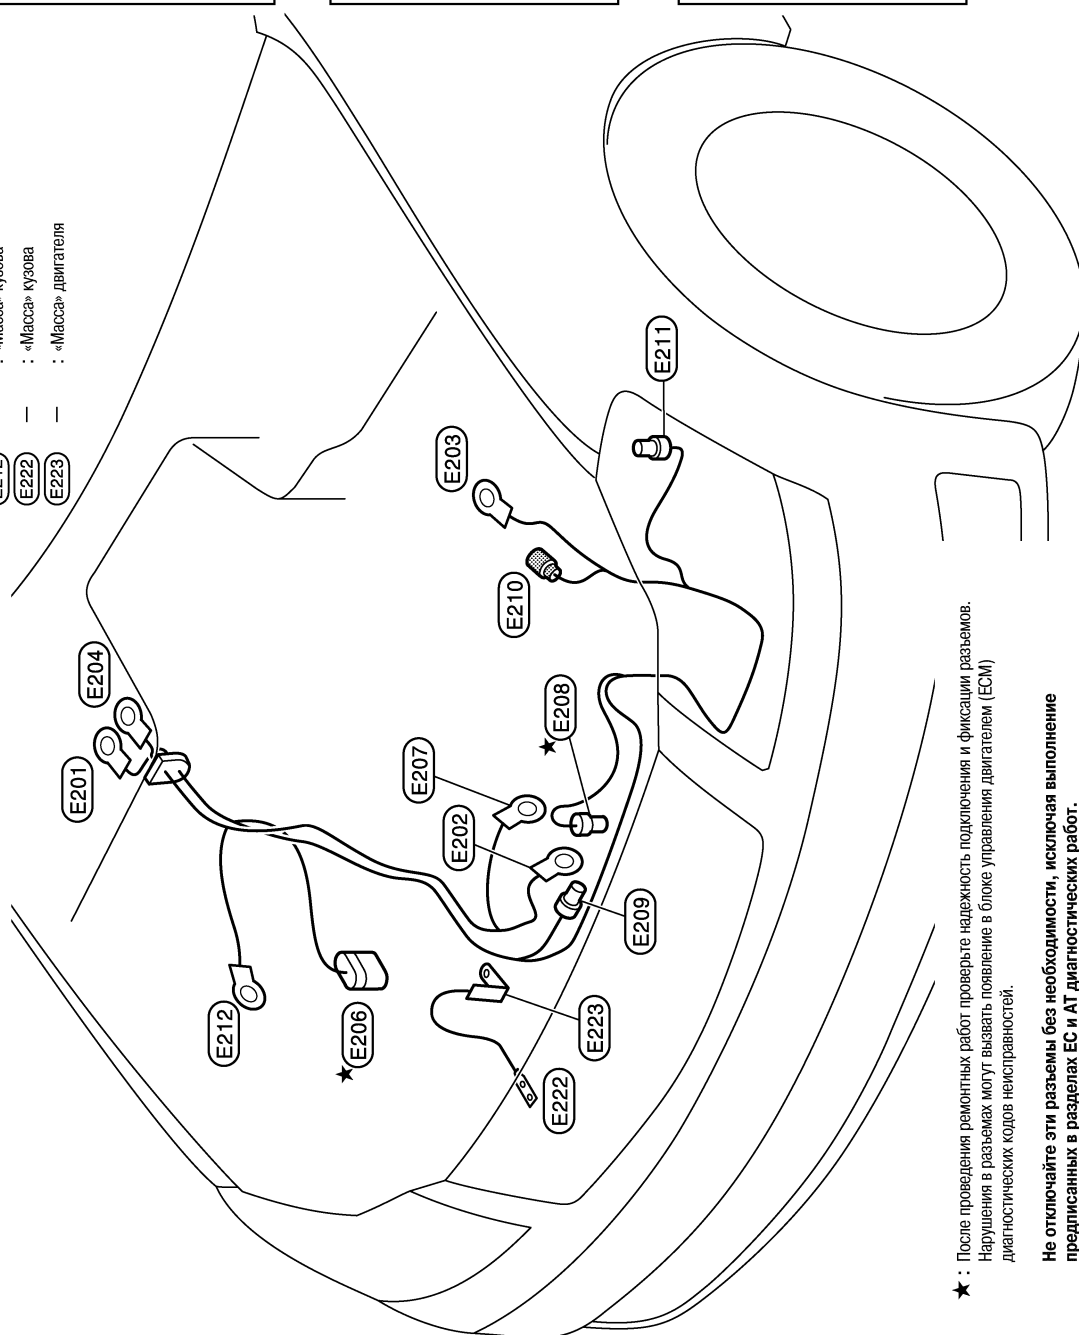 E222 — : «Масса» кузова
E223 — : «Масса» двигателя
E211
E203
E210
E204
E201
★ E208
E207
E202
E209
E212
★ E206
E223
E222
★ : После проведения ремонтных работ проверьте надежность подключения и фиксации разъемов.
Нарушения в разъемах могут вызвать появление в блоке управления двигателем (ECM)
диагностических кодов неисправностей.
Не отключайте эти разъемы без необходимости, исключая выполнение
предписанных в разделах EC и AT диагностических работ.